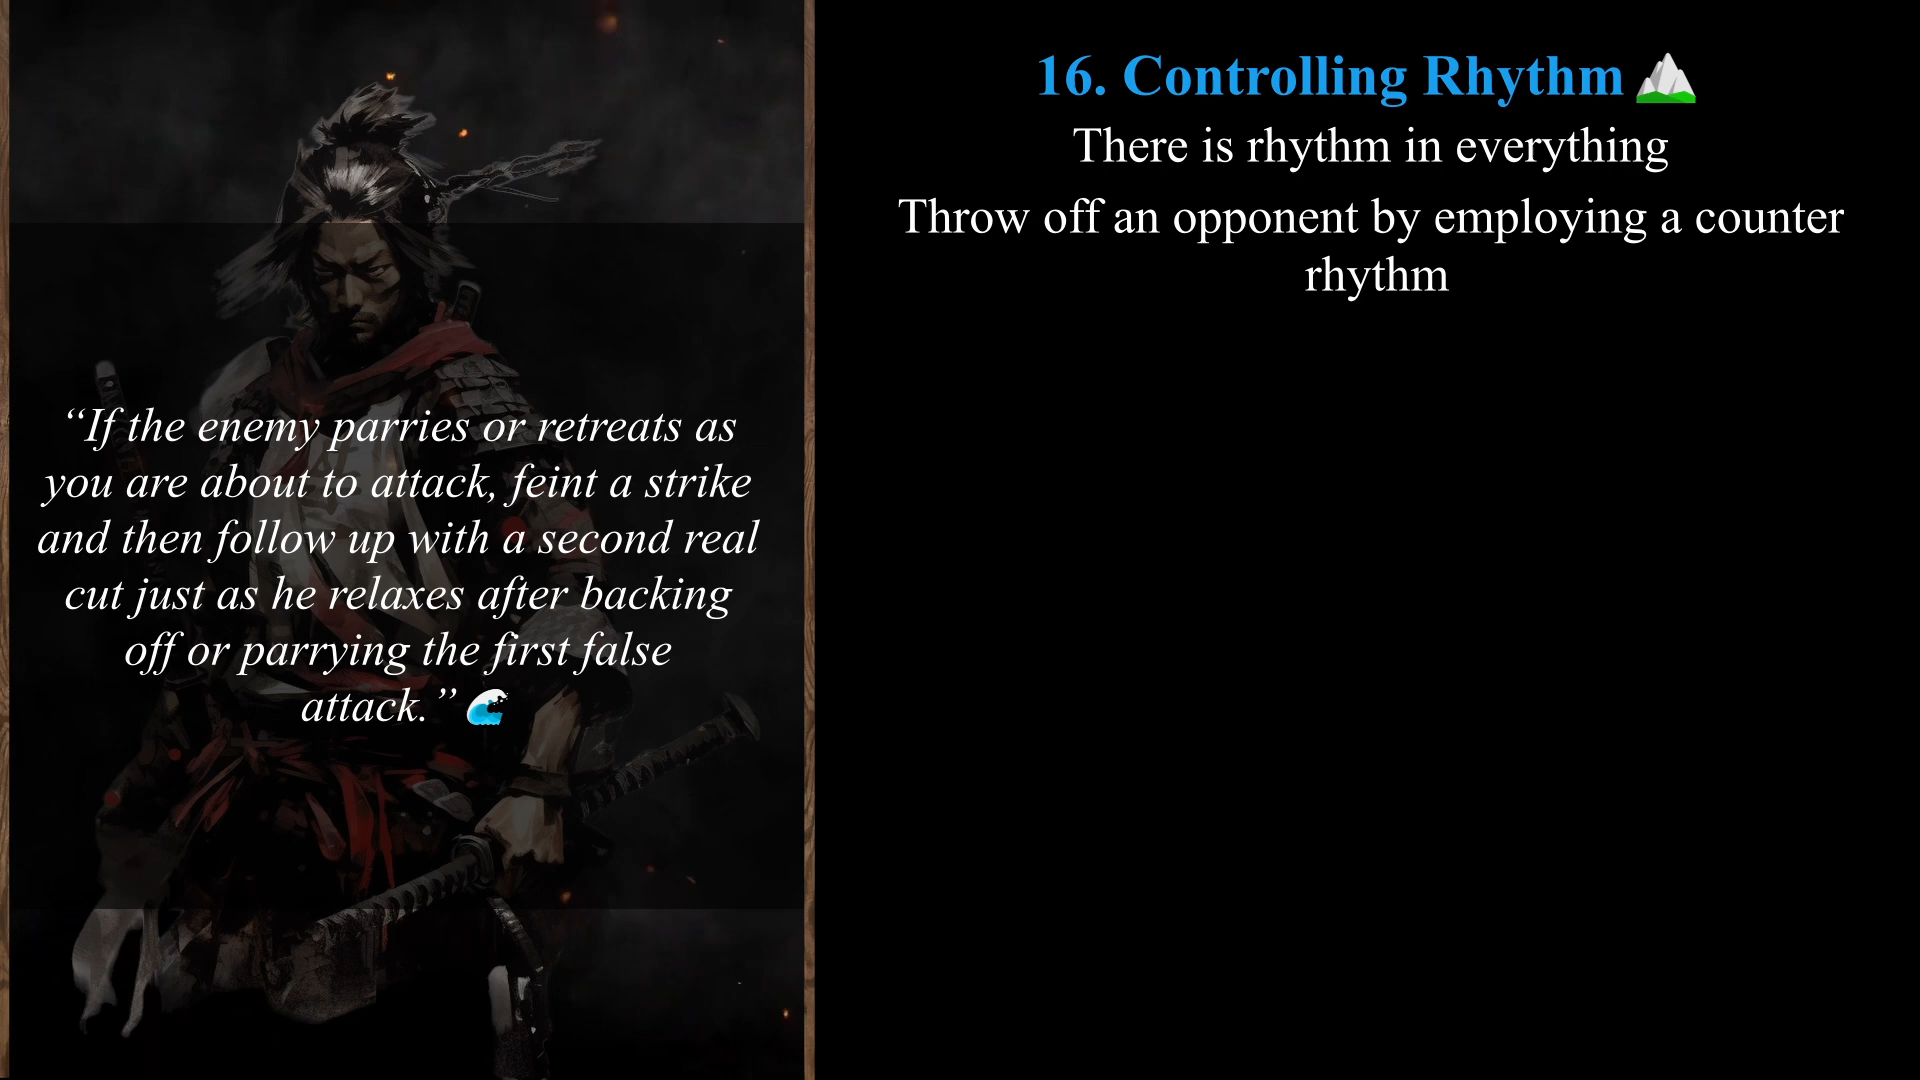 “If the enemy parries or retreats as
you are about to attack, feint a strike
and then follow up with a second real
cut just as he relaxes after backing
off or parrying the first false
attack.” 🌊
16. Controlling Rhythm 🏔️
There is rhythm in everything
Throw off an opponent by employing a counter
rhythm